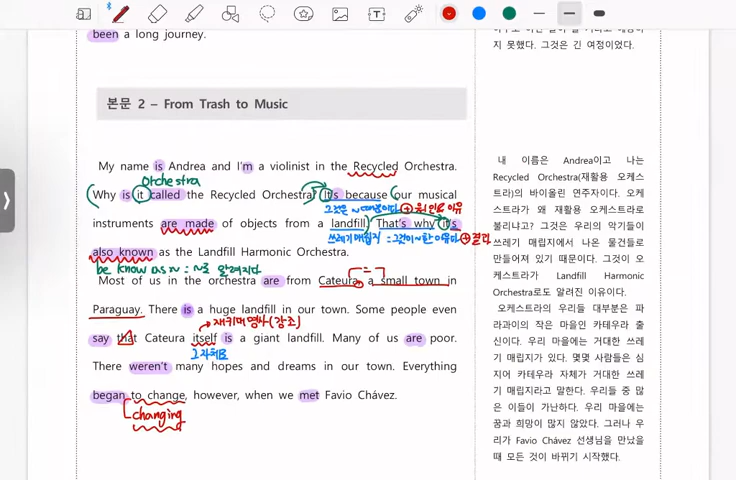 been a long journey.
지 못했다. 그것은 긴 여정이었다.
본문 2 – From Trash to Music
My name is Andrea and I'm a violinist in the Recycled Orchestra.
orchestra
Why is it called the Recycled Orchestra? It's because our musical
그것은 ~때문이다 + 원인, 이유
instruments are made of objects from a landfill. That's why it's
쓰레기 매립지 = 그것이 ~한 이유다 + 결과
also known as the Landfill Harmonic Orchestra.
be know as ~ : ~로 알려지다
Most of us in the orchestra are from Cateura, a small town in
=
Paraguay. There is a huge landfill in our town. Some people even
재귀대명사(강조)
say that Cateura itself is a giant landfill. Many of us are poor.
그 자체로
There weren't many hopes and dreams in our town. Everything
began to change, however, when we met Favio Chávez.
changing
내 이름은 Andrea이고 나는
Recycled Orchestra(재활용 오케스
트라)의 바이올린 연주자이다. 오케
스트라가 왜 재활용 오케스트라로
불리냐고? 그것은 우리의 악기들이
쓰레기 매립지에서 나온 물건들로
만들어져 있기 때문이다. 그것이 오
케스트라가 Landfill Harmonic
Orchestra로도 알려진 이유이다.
오케스트라의 우리들 대부분은 파
라과이의 작은 마을인 카테우라 출
신이다. 우리 마을에는 거대한 쓰레
기 매립지가 있다. 몇몇 사람들은 심
지어 카테우라 자체가 거대한 쓰레
기 매립지라고 말한다. 우리들 중 많
은 이들이 가난하다. 우리 마을에는
꿈과 희망이 많지 않았다. 그러나 우
리가 Favio Chávez 선생님을 만났을
때 모든 것이 바뀌기 시작했다.